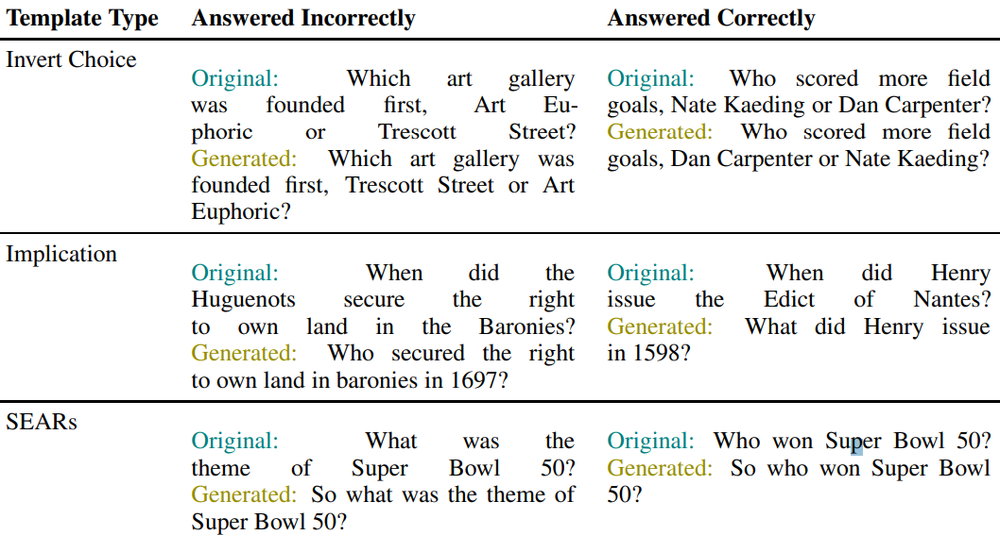 Template Type Answered Incorrectly Answered Correctly
Invert Choice
Original: Which art gallery
was founded first, Art Eu-
phoric or Trescott Street?
Generated: Which art gallery was
founded first, Trescott Street or Art
Euphoric?
Original: Who scored more field
goals, Nate Kaeding or Dan Carpenter?
Generated: Who scored more field
goals, Dan Carpenter or Nate Kaeding?
Implication
Original: When did the
Huguenots secure the right
to own land in the Baronies?
Generated: Who secured the right
to own land in baronies in 1697?
Original: When did Henry
issue the Edict of Nantes?
Generated: What did Henry issue
in 1598?
SEARs
Original: What was the
theme of Super Bowl 50?
Generated: So what was the theme of
Super Bowl 50?
Original: Who won Super Bowl 50?
Generated: So who won Super Bowl
50?